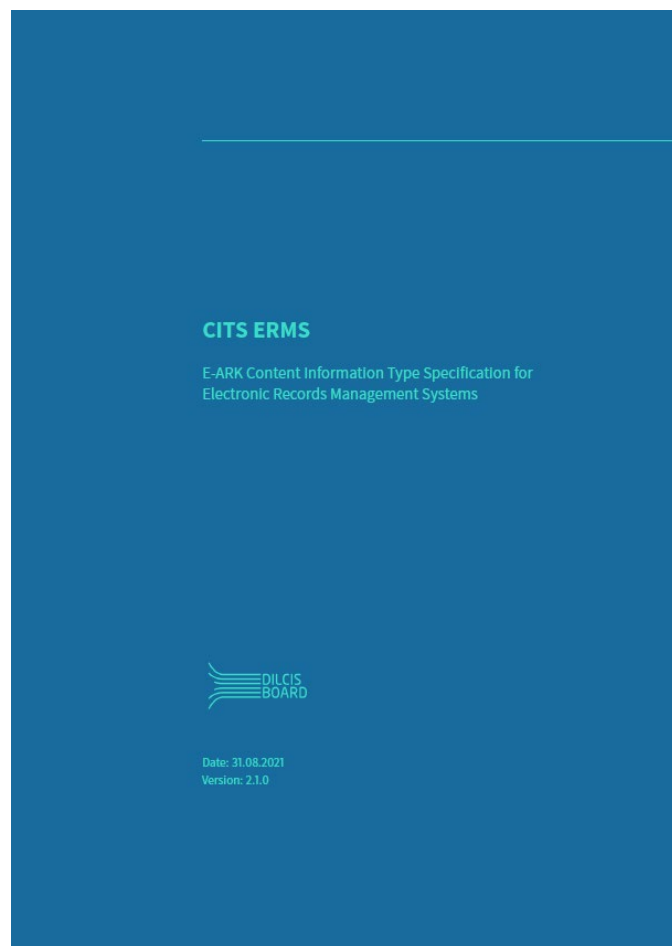 CITS ERMS
E-ARK Content Information Type Specification for
Electronic Records Management Systems
DILCIS
BOARD
Date: 31.08.2021
Version: 2.1.0